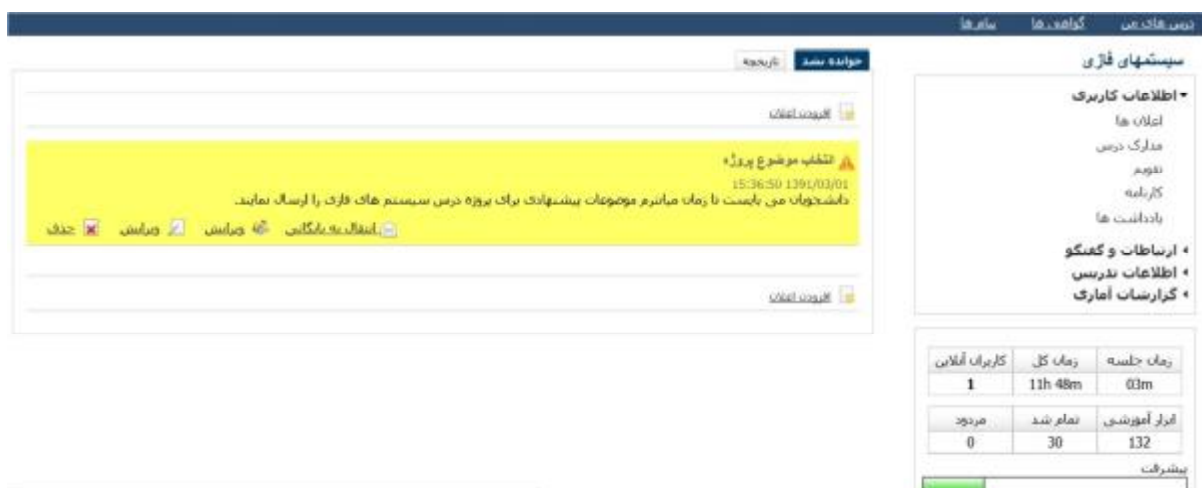 درس های من گواهی ها پیام ها
سیستمهای فازی
اطلاعات کاربری
اعلان ها
مدارک درس
تقویم
کارنامه
یادداشت ها
ارتباطات و گفتگو
اطلاعات تدریس
گزارشات آماری
زمان جلسه زمان کل کاربران آنلاین
03m 11h 48m 1
ابزار آموزشی تمام شد مردود
132 30 0
پیشرفت
خوانده نشد تاریخچه
افزودن اعلان
انتخاب موضوع پروژه
15:36:50 1391/03/01
دانشجویان می بایست تا زمان میانترم موضوعات پیشنهادی برای پروژه درس سیستم های فازی را ارسال نمایند.
انتقال به بایگانی ویرایش ویرایش حذف
افزودن اعلان